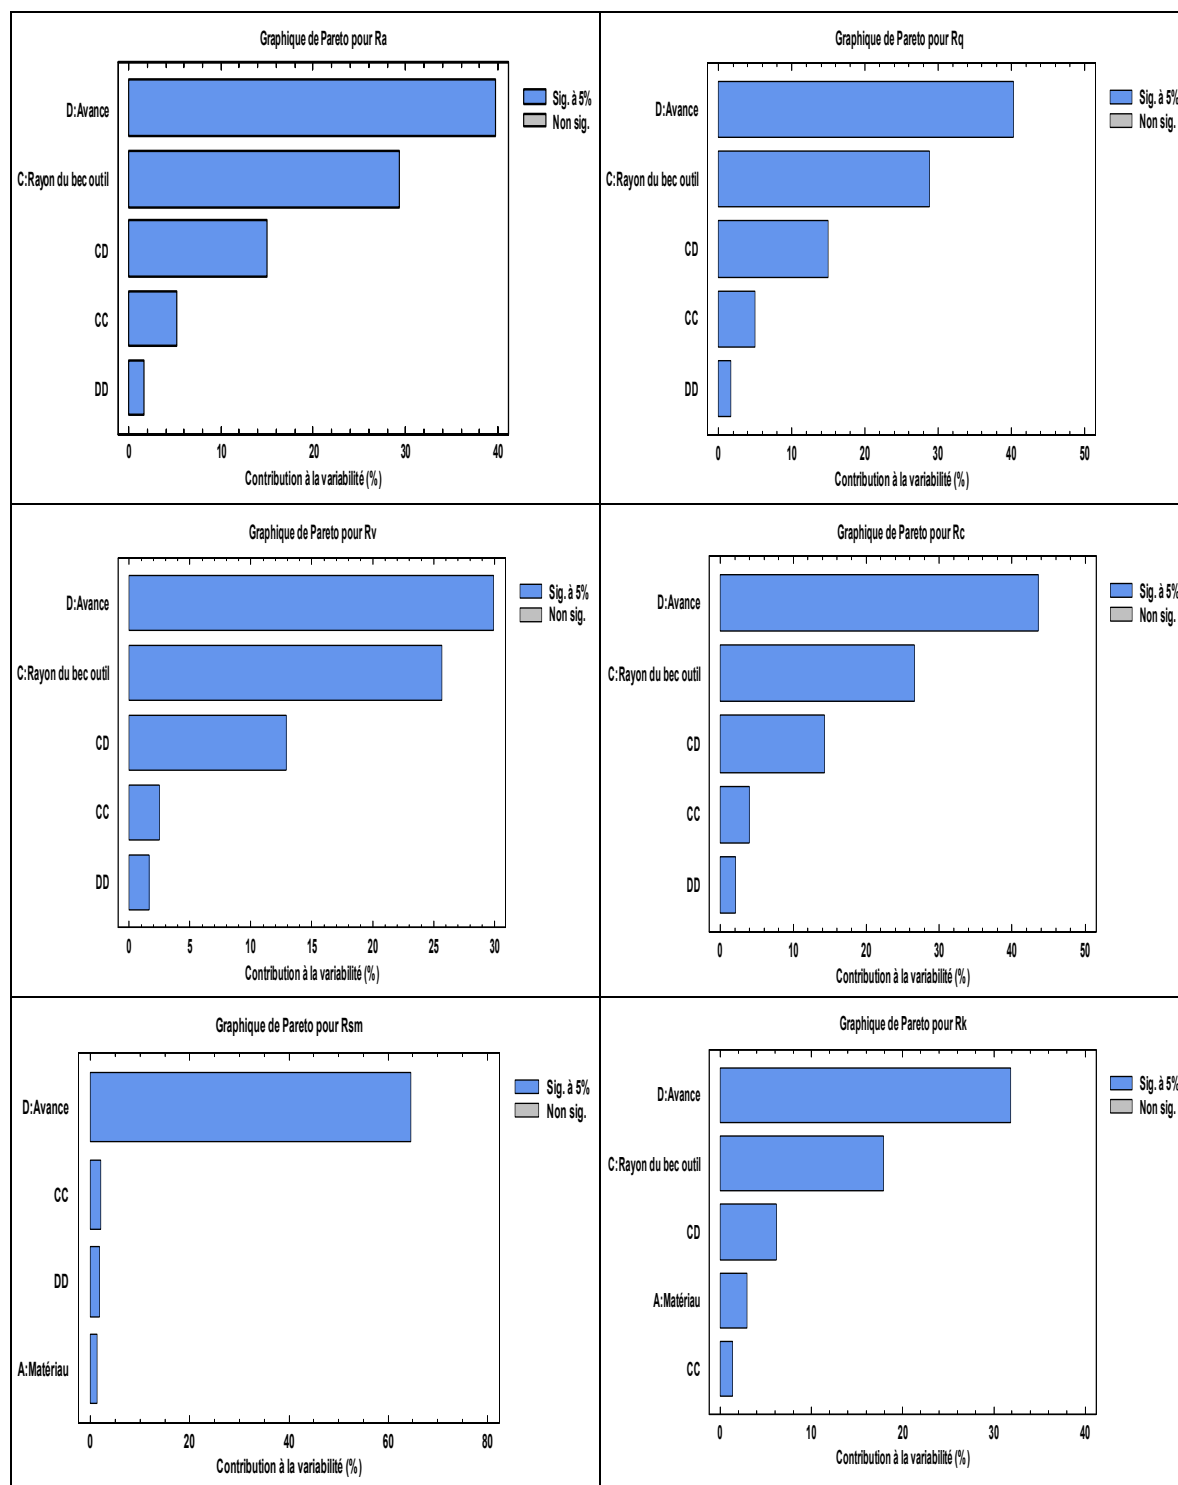 Graphique de Pareto pour Ra
D:Avance
C:Rayon du bec outil
CD
CC
DD
0 10 20 30 40
Contribution à la variabilité (%)
Sig. à 5%
Non sig.
Graphique de Pareto pour Rq
D:Avance
C:Rayon du bec outil
CD
CC
DD
0 10 20 30 40 50
Contribution à la variabilité (%)
Sig. à 5%
Non sig.
Graphique de Pareto pour Rv
D:Avance
C:Rayon du bec outil
CD
CC
DD
0 5 10 15 20 25 30
Contribution à la variabilité (%)
Sig. à 5%
Non sig.
Graphique de Pareto pour Rc
D:Avance
C:Rayon du bec outil
CD
CC
DD
0 10 20 30 40 50
Contribution à la variabilité (%)
Sig. à 5%
Non sig.
Graphique de Pareto pour Rsm
D:Avance
CC
DD
A:Matériau
0 20 40 60 80
Contribution à la variabilité (%)
Sig. à 5%
Non sig.
Graphique de Pareto pour Rk
D:Avance
C:Rayon du bec outil
CD
A:Matériau
CC
0 10 20 30 40
Contribution à la variabilité (%)
Sig. à 5%
Non sig.